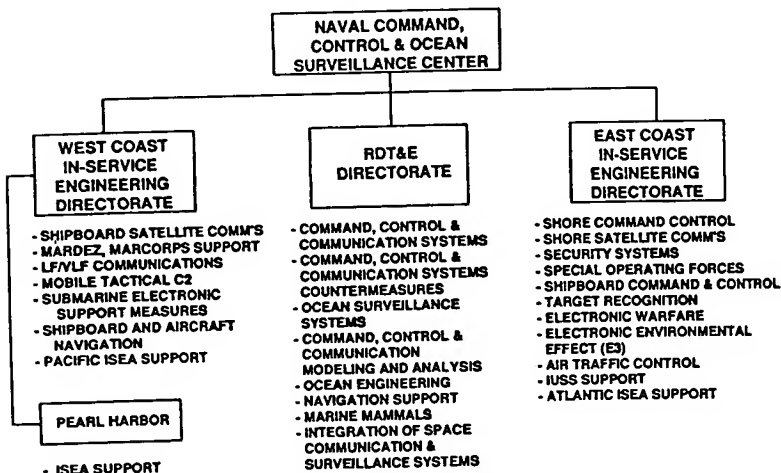 NAVAL COMMAND,
CONTROL & OCEAN
SURVEILLANCE CENTER
WEST COAST
IN-SERVICE
ENGINEERING
DIRECTORATE
- SHIPBOARD SATELLITE COMM'S
- MARDEZ, MARCORPS SUPPORT
- LF/VLF COMMUNICATIONS
- MOBILE TACTICAL C2
- SUBMARINE ELECTRONIC
SUPPORT MEASURES
- SHIPBOARD AND AIRCRAFT
NAVIGATION
- PACIFIC ISEA SUPPORT
PEARL HARBOR
- ISEA SUPPORT
RDT&E
DIRECTORATE
- COMMAND, CONTROL &
COMMUNICATION SYSTEMS
- COMMAND, CONTROL &
COMMUNICATION SYSTEMS
COUNTERMEASURES
- OCEAN SURVEILLANCE
SYSTEMS
- COMMAND, CONTROL &
COMMUNICATION
MODELING AND ANALYSIS
- OCEAN ENGINEERING
- NAVIGATION SUPPORT
- MARINE MAMMALS
- INTEGRATION OF SPACE
COMMUNICATION &
SURVEILLANCE SYSTEMS
EAST COAST
IN-SERVICE
ENGINEERING
DIRECTORATE
- SHORE COMMAND CONTROL
- SHORE SATELLITE COMM'S
- SECURITY SYSTEMS
- SPECIAL OPERATING FORCES
- SHIPBOARD COMMAND & CONTROL
- TARGET RECOGNITION
- ELECTRONIC WARFARE
- ELECTRONIC ENVIRONMENTAL
EFFECT (E3)
- AIR TRAFFIC CONTROL
- IUSS SUPPORT
- ATLANTIC ISEA SUPPORT